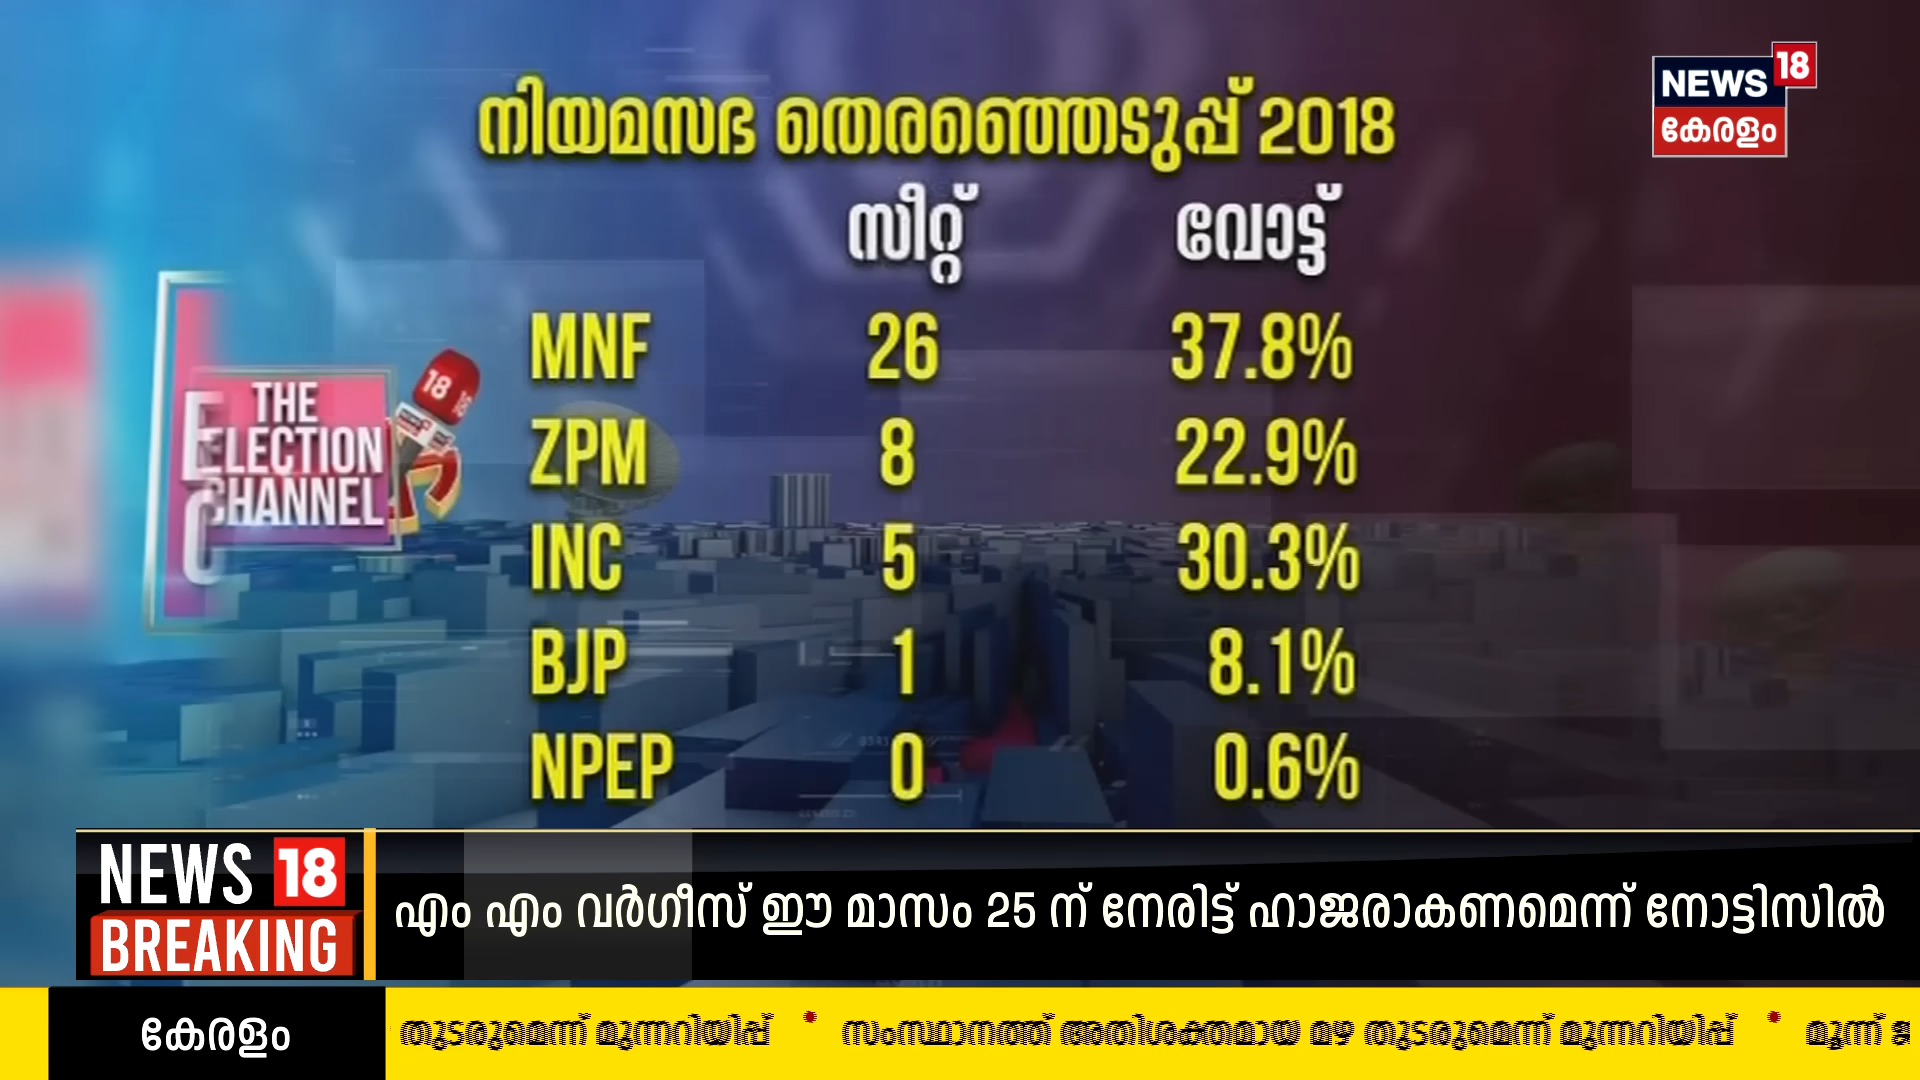 നിയമസഭ തെരഞ്ഞെടുപ്പ് 2018
NEWS 18
കേരളം
സീറ്റ് വോട്ട്
MNF 26 37.8%
ZPM 8 22.9%
INC 5 30.3%
BJP 1 8.1%
NPEP 0 0.6%
THE
ELECTION
CHANNEL
18
NEWS 18
BREAKING
എം എം വർഗീസ് ഈ മാസം 25 ന് നേരിട്ട് ഹാജരാകണമെന്ന് നോട്ടിസിൽ
കേരളം
തുടരുമെന്ന് മുന്നറിയിപ്പ് * സംസ്ഥാനത്ത് അതിശക്തമായ മഴ തുടരുമെന്ന് മുന്നറിയിപ്പ് * മൂന്ന്